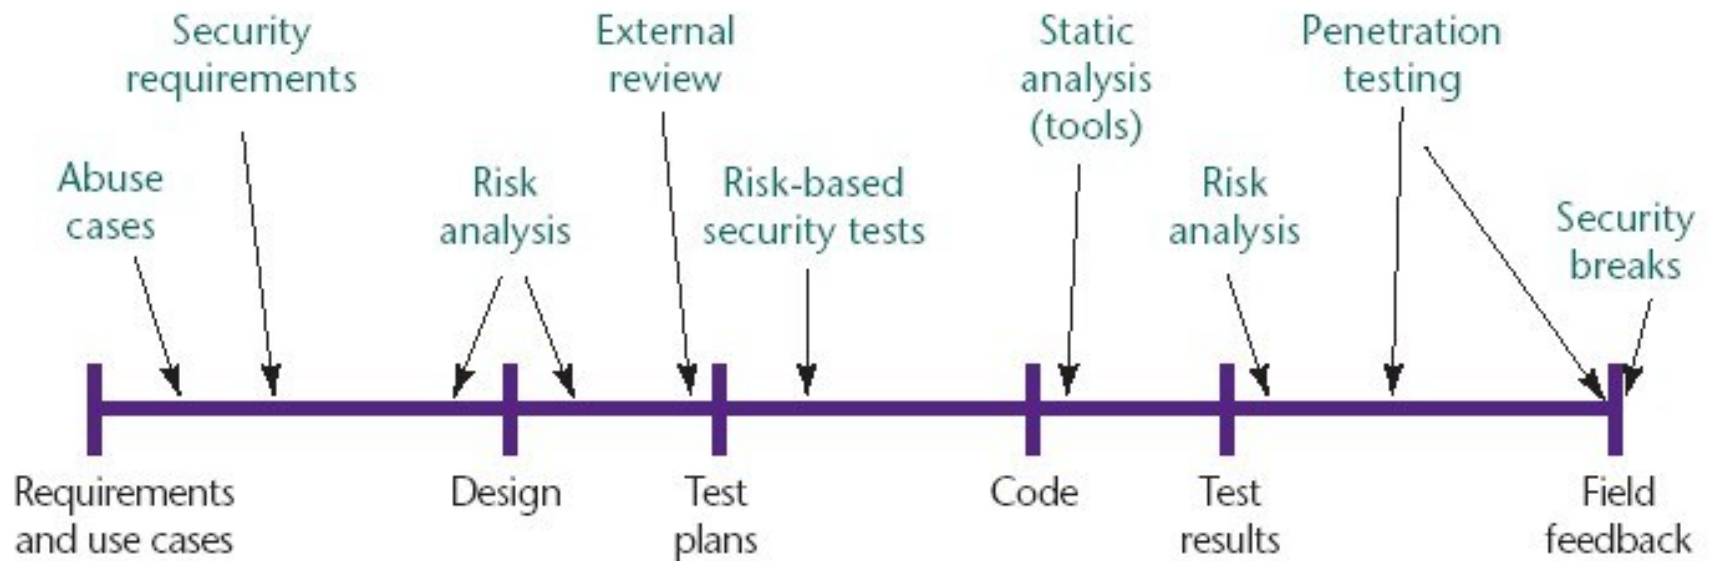 Security
requirements
External
review
Static
analysis
(tools)
Penetration
testing
Abuse
cases
Risk
analysis
Risk-based
security tests
Risk
analysis
Security
breaks
Requirements
and use cases
Design
Test
plans
Code
Test
results
Field
feedback